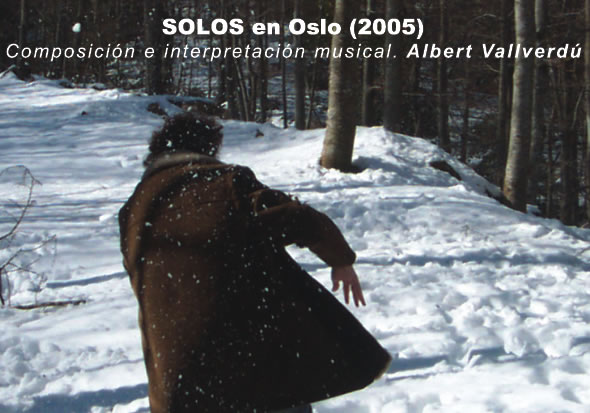 SOLOS en Oslo (2005)
Composición e interpretación musical. Albert Vallverdú